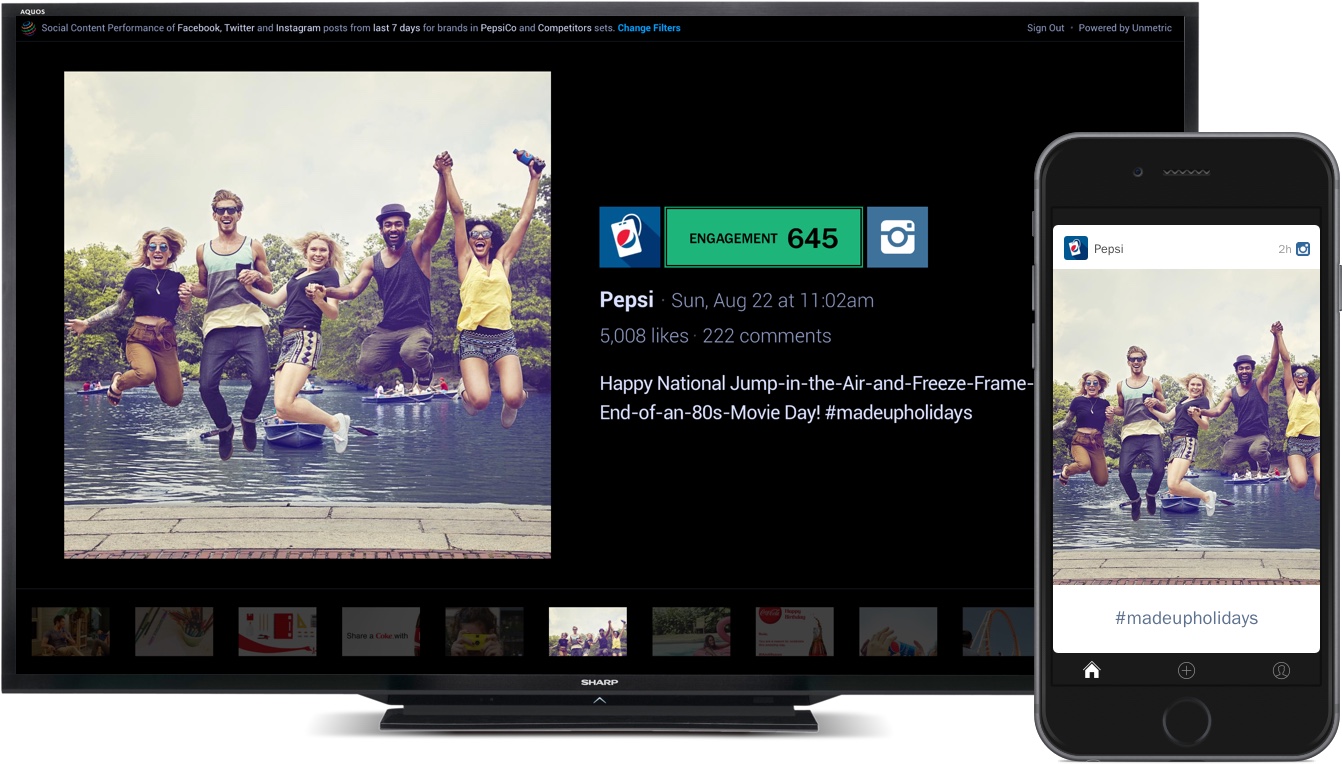 AQUOS
Social Content Performance of Facebook, Twitter and Instagram posts from last 7 days for brands in PepsiCo and Competitors sets. Change Filters
Sign Out · Powered by Unmetric
ENGAGEMENT 645
Pepsi · Sun, Aug 22 at 11:02am
5,008 likes · 222 comments
Happy National Jump-in-the-Air-and-Freeze-Frame-
End-of-an-80s-Movie Day! #madeupholidays
Share a Coke with
Happy
Birthday
SHARP
Pepsi
2h
#madeupholidays